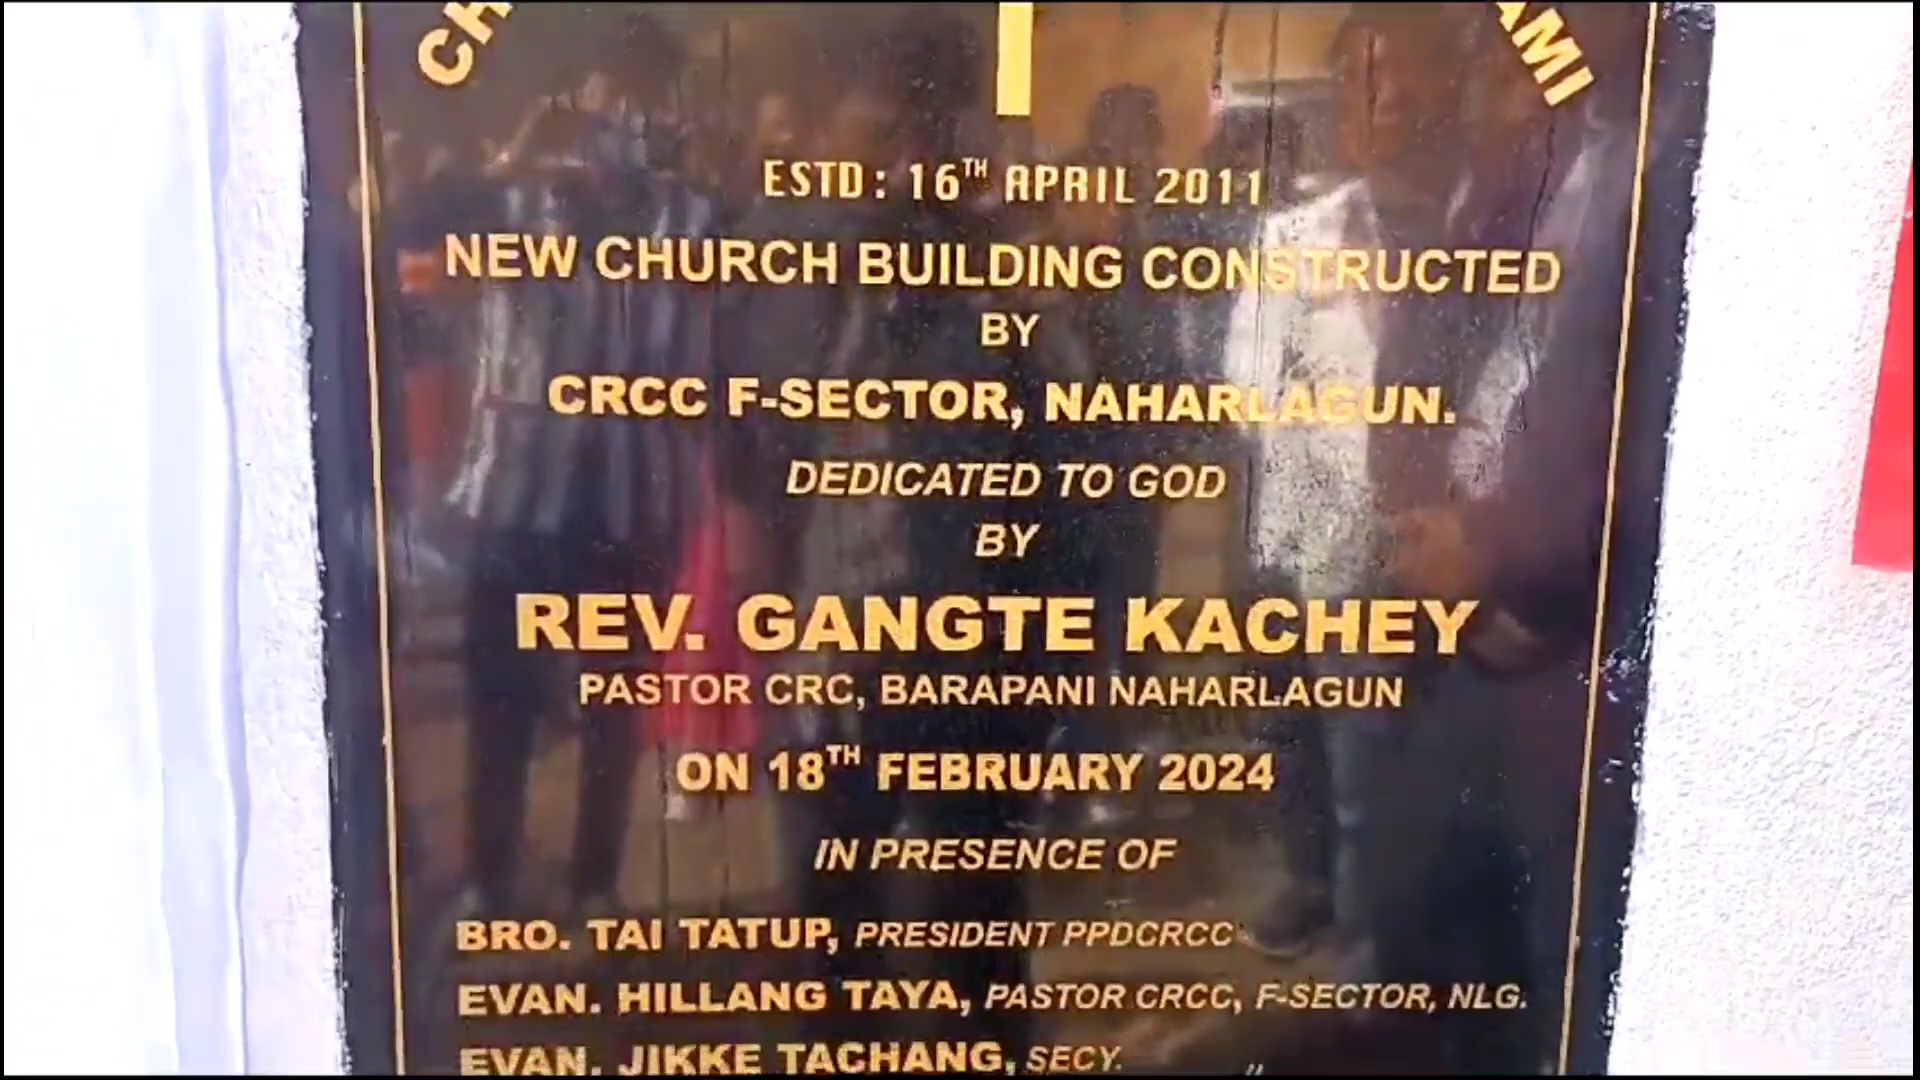 CH
AMI
ESTD: 16TH APRIL 2011
NEW CHURCH BUILDING CONSTRUCTED
BY
CRCC F-SECTOR, NAHARLAGUN.
DEDICATED TO GOD
BY
REV. GANGTE KACHEY
PASTOR CRC, BARAPANI NAHARLAGUN
ON 18TH FEBRUARY 2024
IN PRESENCE OF
BRO. TAI TATUP, PRESIDENT PPDCRCC
EVAN. HILLANG TAYA, PASTOR CRCC, F-SECTOR, NLG.
EVAN. JIKKE TACHANG, SECY. ,,